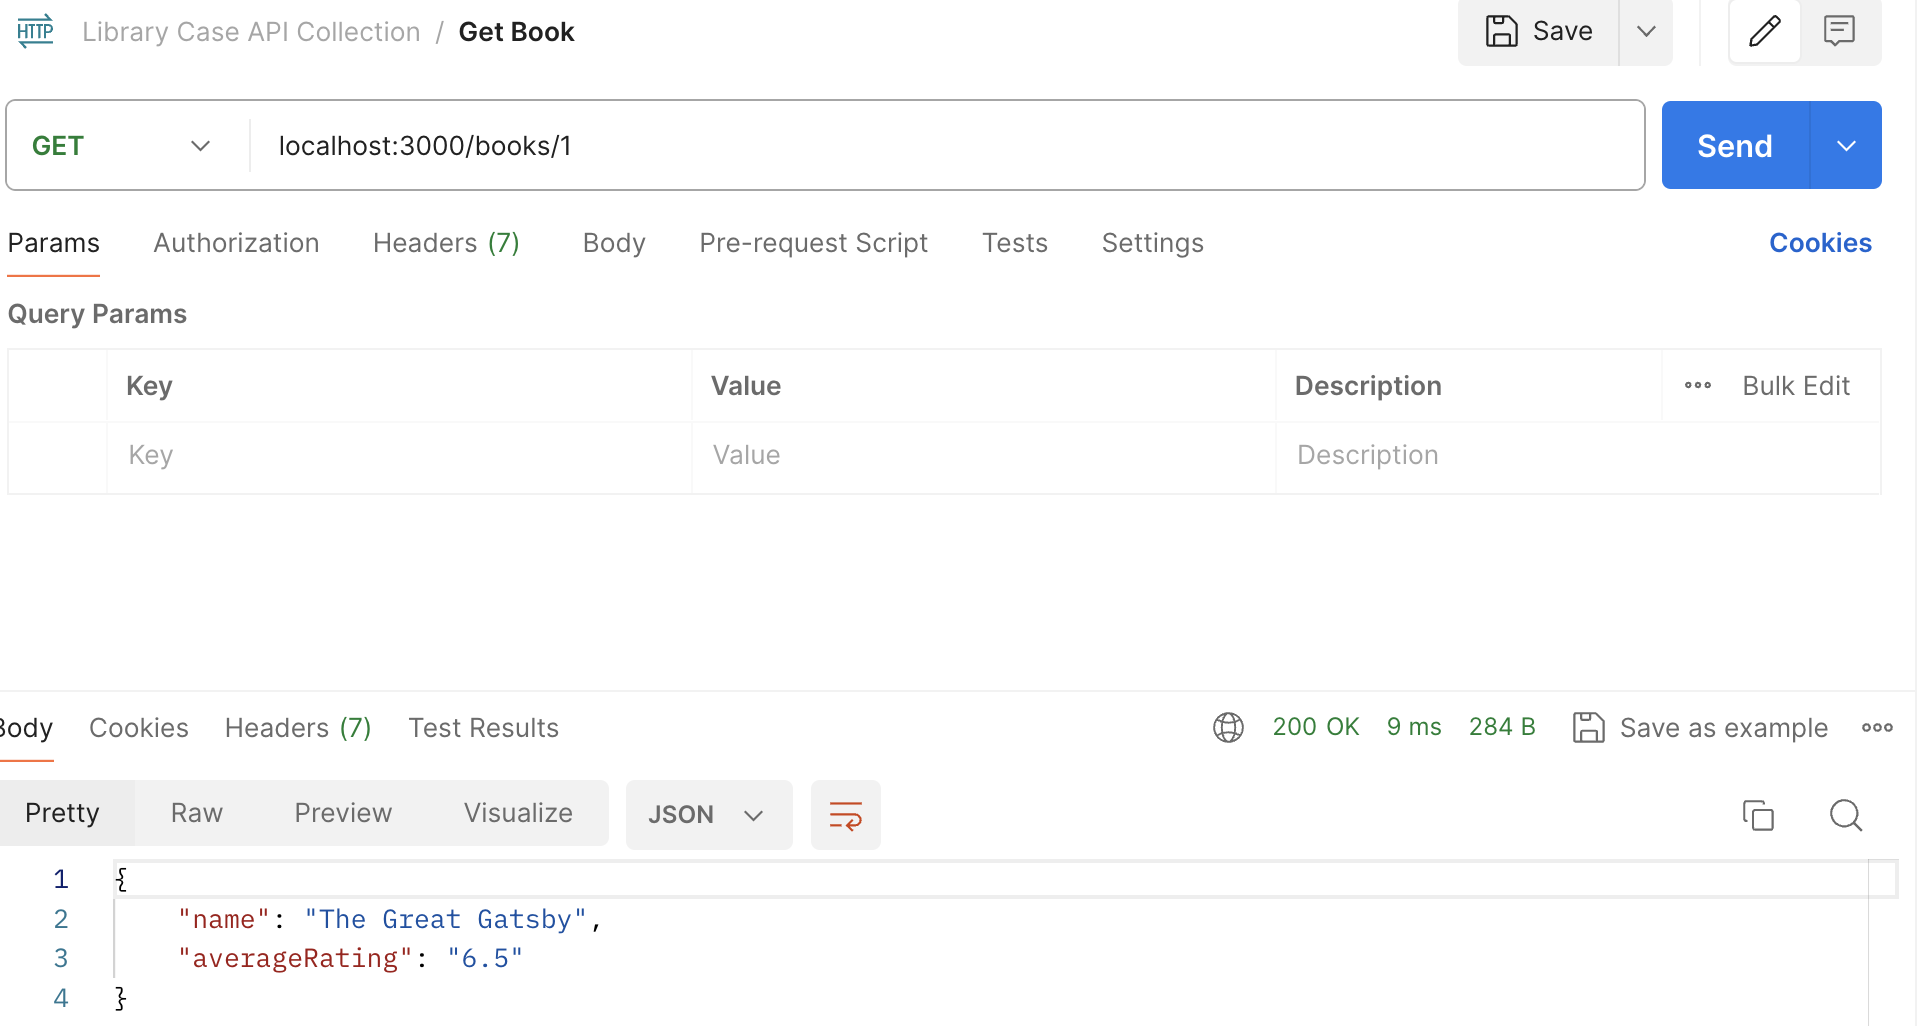 HTTP Library Case API Collection / Get Book Save
GET localhost:3000/books/1 Send
Params Authorization Headers (7) Body Pre-request Script Tests Settings Cookies
Query Params
Key Value Description Bulk Edit
Key Value Description
Body Cookies Headers (7) Test Results 200 OK 9 ms 284 B Save as example
Pretty Raw Preview Visualize JSON
1 {
2 "name": "The Great Gatsby",
3 "averageRating": "6.5"
4 }